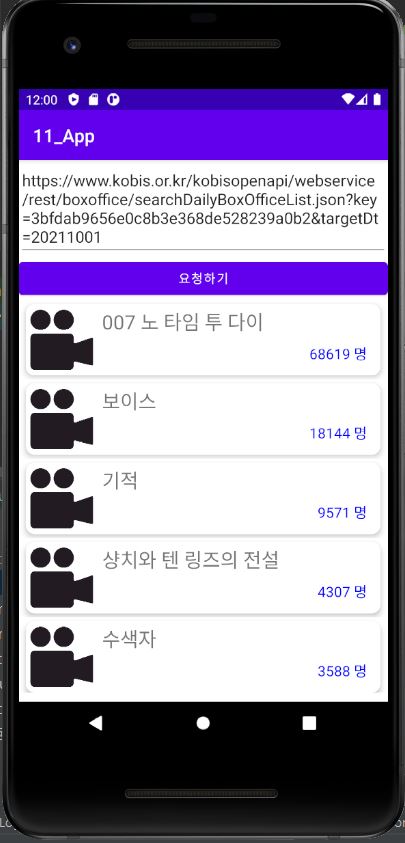 12:00
11_App
https://www.kobis.or.kr/kobisopenapi/webservice
/rest/boxoffice/searchDailyBoxOfficeList.json?key
=3bfdab9656e0c8b3e368de528239a0b2&targetDt
=20211001
요청하기
007 노 타임 투 다이
68619 명
보이스
18144 명
기적
9571 명
샹치와 텐 링즈의 전설
4307 명
수색자
3588 명